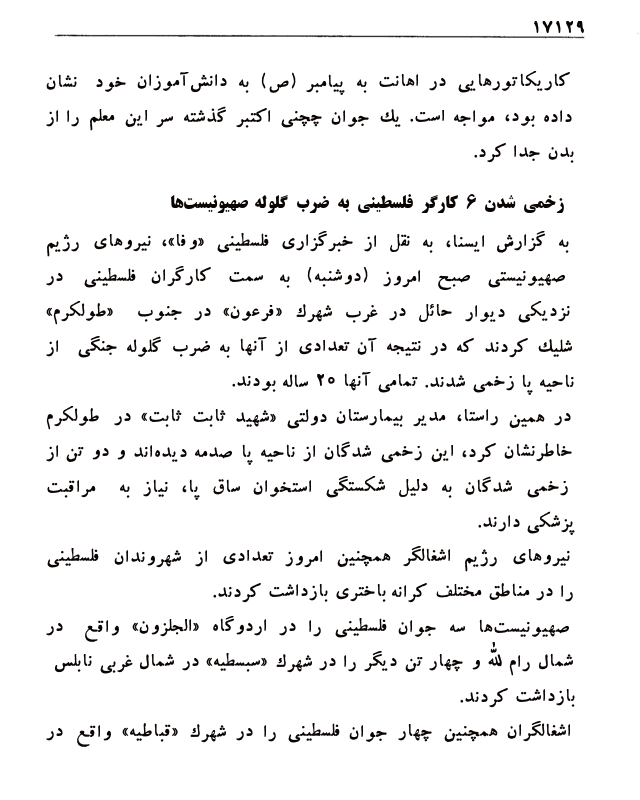 ۱۷۱۲۹
کاریکاتورهایی در اهانت به پیامبر (ص) به دانش‌آموزان خود نشان
داده بود، مواجه است. یك جوان چچنی اکتبر گذشته سر این معلم را از
بدن جدا کرد.
زخمی شدن ۶ کارگر فلسطینی به ضرب گلوله صهیونیست‌ها
به گزارش ایسنا، به نقل از خبرگزاری فلسطینی «وفا»، نیروهای رژیم
صهیونیستی صبح امروز (دوشنبه) به سمت کارگران فلسطینی در
نزدیکی دیوار حائل در غرب شهرك «فرعون» در جنوب «طولکرم»
شلیك کردند که در نتیجه آن تعدادی از آنها به ضرب گلوله جنگی از
ناحیه پا زخمی شدند. تمامی آنها ۲۵ ساله بودند.
در همین راستا، مدیر بیمارستان دولتی «شهید ثابت ثابت» در طولکرم
خاطرنشان کرد، این زخمی شدگان از ناحیه پا صدمه دیده‌اند و دو تن از
زخمی شدگان به دلیل شکستگی استخوان ساق پا، نیاز به مراقبت
پزشکی دارند.
نیروهای رژیم اشغالگر همچنین امروز تعدادی از شهروندان فلسطینی
را در مناطق مختلف کرانه باختری بازداشت کردند.
صهیونیست‌ها سه جوان فلسطینی را در اردوگاه «الجلزون» واقع در
شمال رام لله و چهار تن دیگر را در شهرك «سبسطیه» در شمال غربی نابلس
بازداشت کردند.
اشغالگران همچنین چهار جوان فلسطینی را در شهرك «قباطیه» واقع در